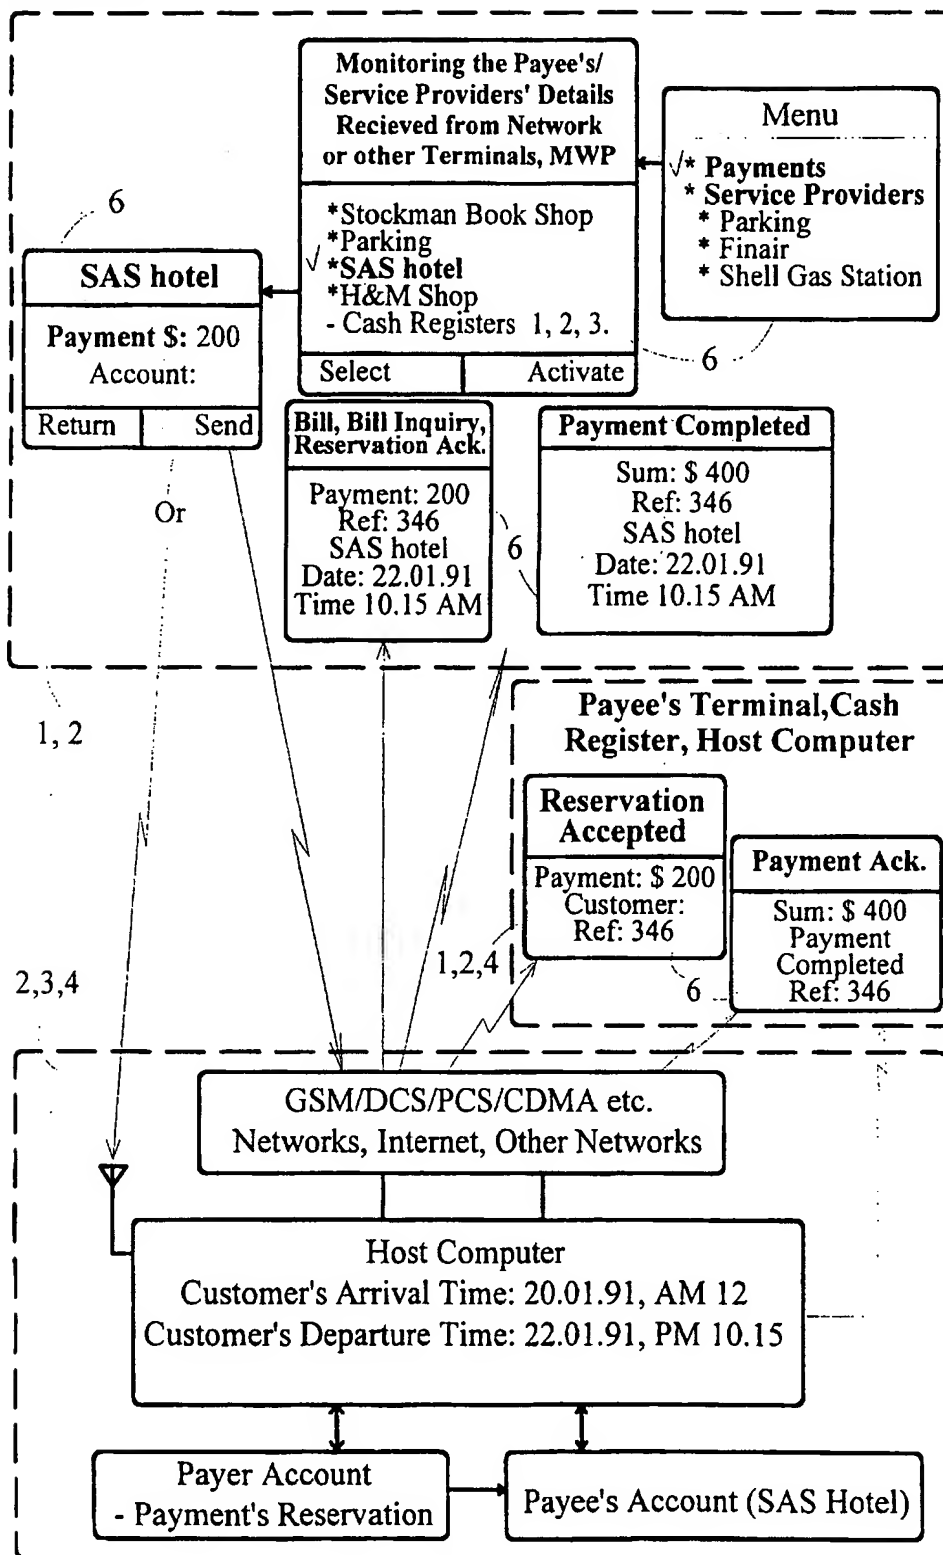 Monitoring the Payee's/
Service Providers' Details
Recieved from Network
or other Terminals, MWP
*Stockman Book Shop
*Parking
√ *SAS hotel
*H&M Shop
- Cash Registers 1, 2, 3.
Select Activate
Menu
√* Payments
* Service Providers
* Parking
* Finair
* Shell Gas Station
6
6
SAS hotel
Payment $: 200
Account:
Return Send
Or
Bill, Bill Inquiry,
Reservation Ack.
Payment: 200
Ref: 346
SAS hotel
Date: 22.01.91
Time 10.15 AM
6
Payment Completed
Sum: $ 400
Ref: 346
SAS hotel
Date: 22.01.91
Time 10.15 AM
1, 2
Payee's Terminal,Cash
Register, Host Computer
Reservation
Accepted
Payment: $ 200
Customer:
Ref: 346
Payment Ack.
Sum: $ 400
Payment
Completed
Ref: 346
1,2,4
6
2,3,4
GSM/DCS/PCS/CDMA etc.
Networks, Internet, Other Networks
Host Computer
Customer's Arrival Time: 20.01.91, AM 12
Customer's Departure Time: 22.01.91, PM 10.15
Payer Account
- Payment's Reservation
Payee's Account (SAS Hotel)